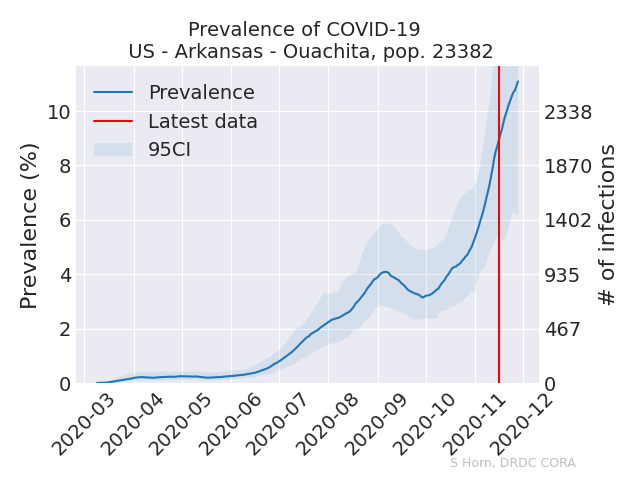 Prevalence of COVID-19
US - Arkansas - Ouachita, pop. 23382
Prevalence
Latest data
95CI
Prevalence (%)
10
8
6
4
2
0
2338
1870
1402
935
467
0
# of infections
2020-03
2020-04
2020-05
2020-06
2020-07
2020-08
2020-09
2020-10
2020-11
2020-12
S Horn, DRDC CORA